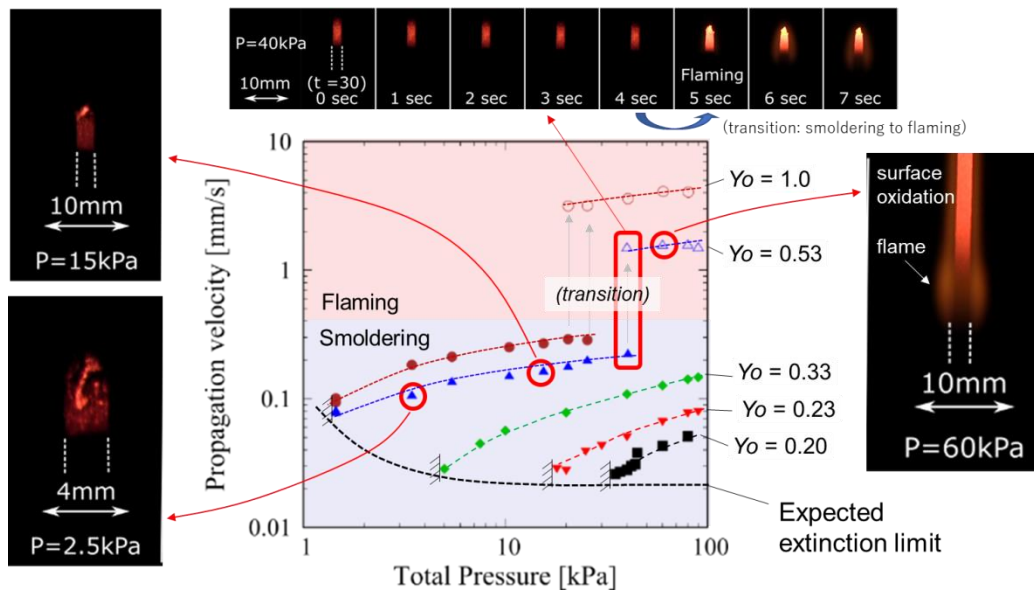 P=40kPa
10mm
(t =30)
0 sec
1 sec
2 sec
3 sec
4 sec
Flaming
5 sec
6 sec
7 sec
(transition: smoldering to flaming)
10mm
P=15kPa
4mm
P=2.5kPa
Propagation velocity [mm/s]
10
1
0.1
0.01
Flaming
Smoldering
(transition)
Yo = 1.0
Yo = 0.53
Yo = 0.33
Yo = 0.23
Yo = 0.20
Expected
extinction limit
1
10
100
Total Pressure [kPa]
surface
oxidation
flame
10mm
P=60kPa